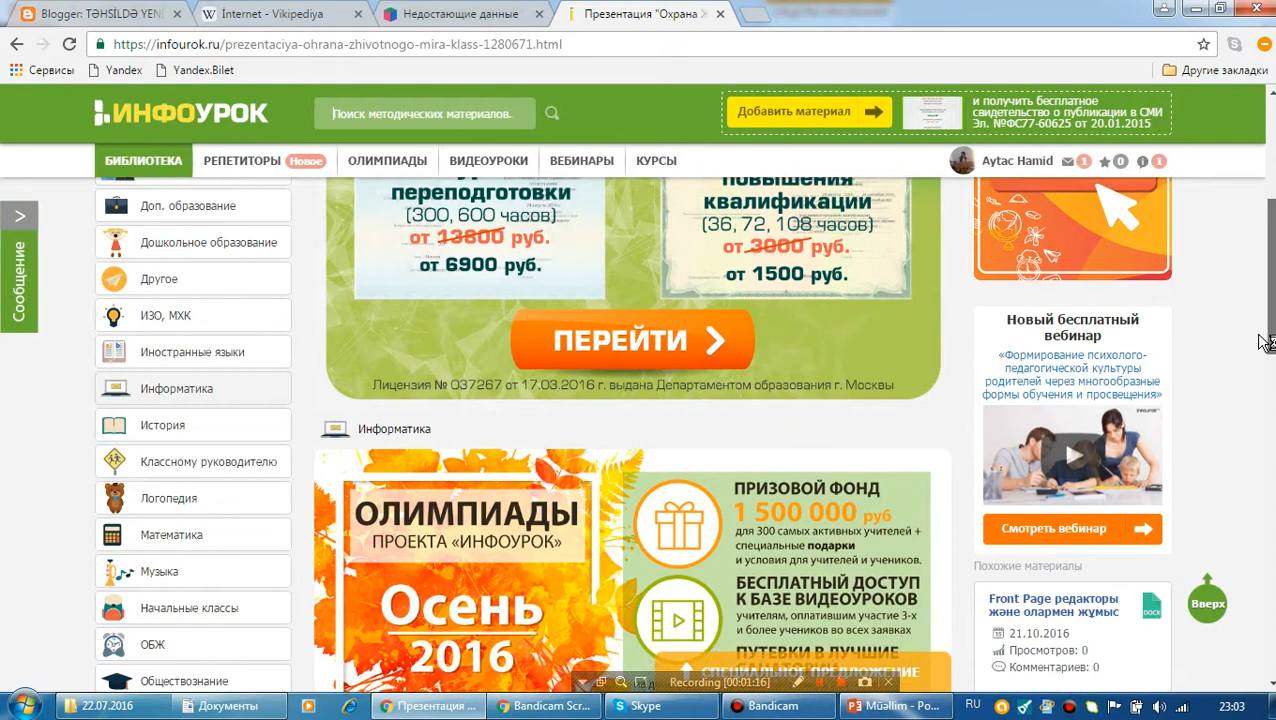 Blogger: TƏHSİLDƏ YENİ
İnternet - Vikipediya
Недостающие данные
Презентация "Охрана
https://infourok.ru/prezentaciya-ohrana-zhivotnogo-mira-klass-1280671.html
Сервисы
Yandex
Yandex.Bilet
Другие закладки
ИНФОУРОК
Поиск методических материалов.
Добавить материал
и получить бесплатное
свидетельство о публикации в СМИ
Эл. №ФС77-60625 от 20.01.2015
БИБЛИОТЕКА
РЕПЕТИТОРЫ Новое
ОЛИМПИАДЫ
ВИДЕОУРОКИ
ВЕБИНАРЫ
КУРСЫ
Aytac Hamid
1
0
1
Сообщение
Доп. образование
Дошкольное образование
Другое
ИЗО, МХК
Иностранные языки
Информатика
История
Классному руководителю
Логопедия
Математика
Музыка
Начальные классы
ОБЖ
Обществознание
переподготовки
(300, 600 часов)
от 13800 руб.
от 6900 руб.
повышения
квалификации
(36, 72, 108 часов)
от 3000 руб.
от 1500 руб.
ПЕРЕЙТИ
Лицензия № 037267 от 17.03.2016 г. выдана Департаментом образования г. Москвы
Информатика
ОЛИМПИАДЫ
ПРОЕКТА «ИНФОУРОК»
Осень
2016
ПРИЗОВОЙ ФОНД
1 500 000 руб
для 300 самых активных учителей +
специальные подарки
и условия для учителей и учеников.
БЕСПЛАТНЫЙ ДОСТУП
К БАЗЕ ВИДЕОУРОКОВ
учителям, оплатившим участие 3-х
и более учеников во всех заявках
ПУТЕВКИ В ЛУЧШИЕ
СПЕЦИАЛЬНОЕ ПРЕДЛОЖЕНИЕ
Новый бесплатный
вебинар
«Формирование психолого-
педагогической культуры
родителей через многообразные
формы обучения и просвещения»
Смотреть вебинар
Похожие материалы
Front Page редакторы
және олармен жұмыс
DOCX
21.10.2016
Просмотров: 0
Комментариев: 0
Вверх
Recording [00:01:16]
22.07.2016
Документы
Презентация ...
Bandicam Scr...
Skype
Bandicam
Müəllim - Po...
RU
23:03